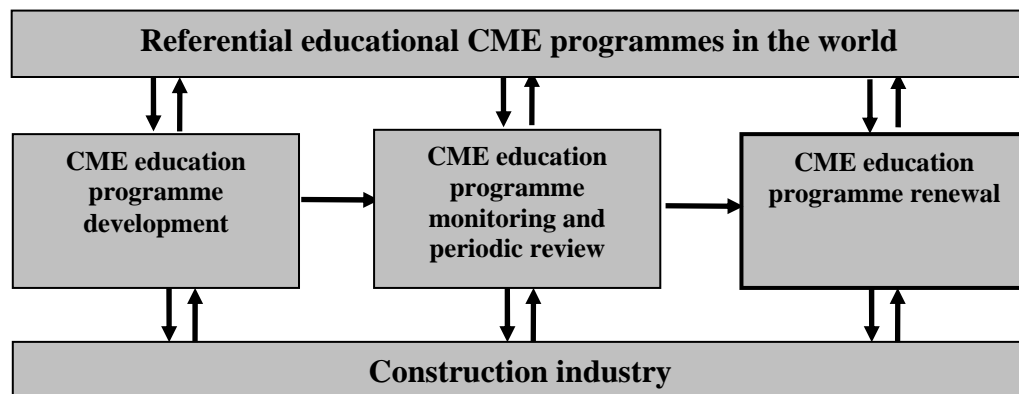 Referential educational CME programmes in the world
CME education
programme
development
CME education
programme
monitoring and
periodic review
CME education
programme renewal
Construction industry